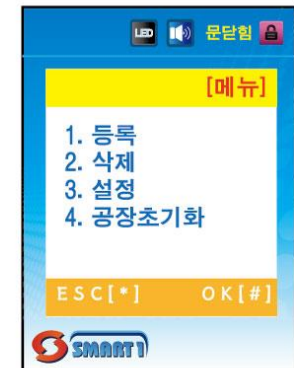 LED 문닫힘
[메뉴]
1. 등록
2. 삭제
3. 설정
4. 공장초기화
ESC[*] OK[#]
SMART1